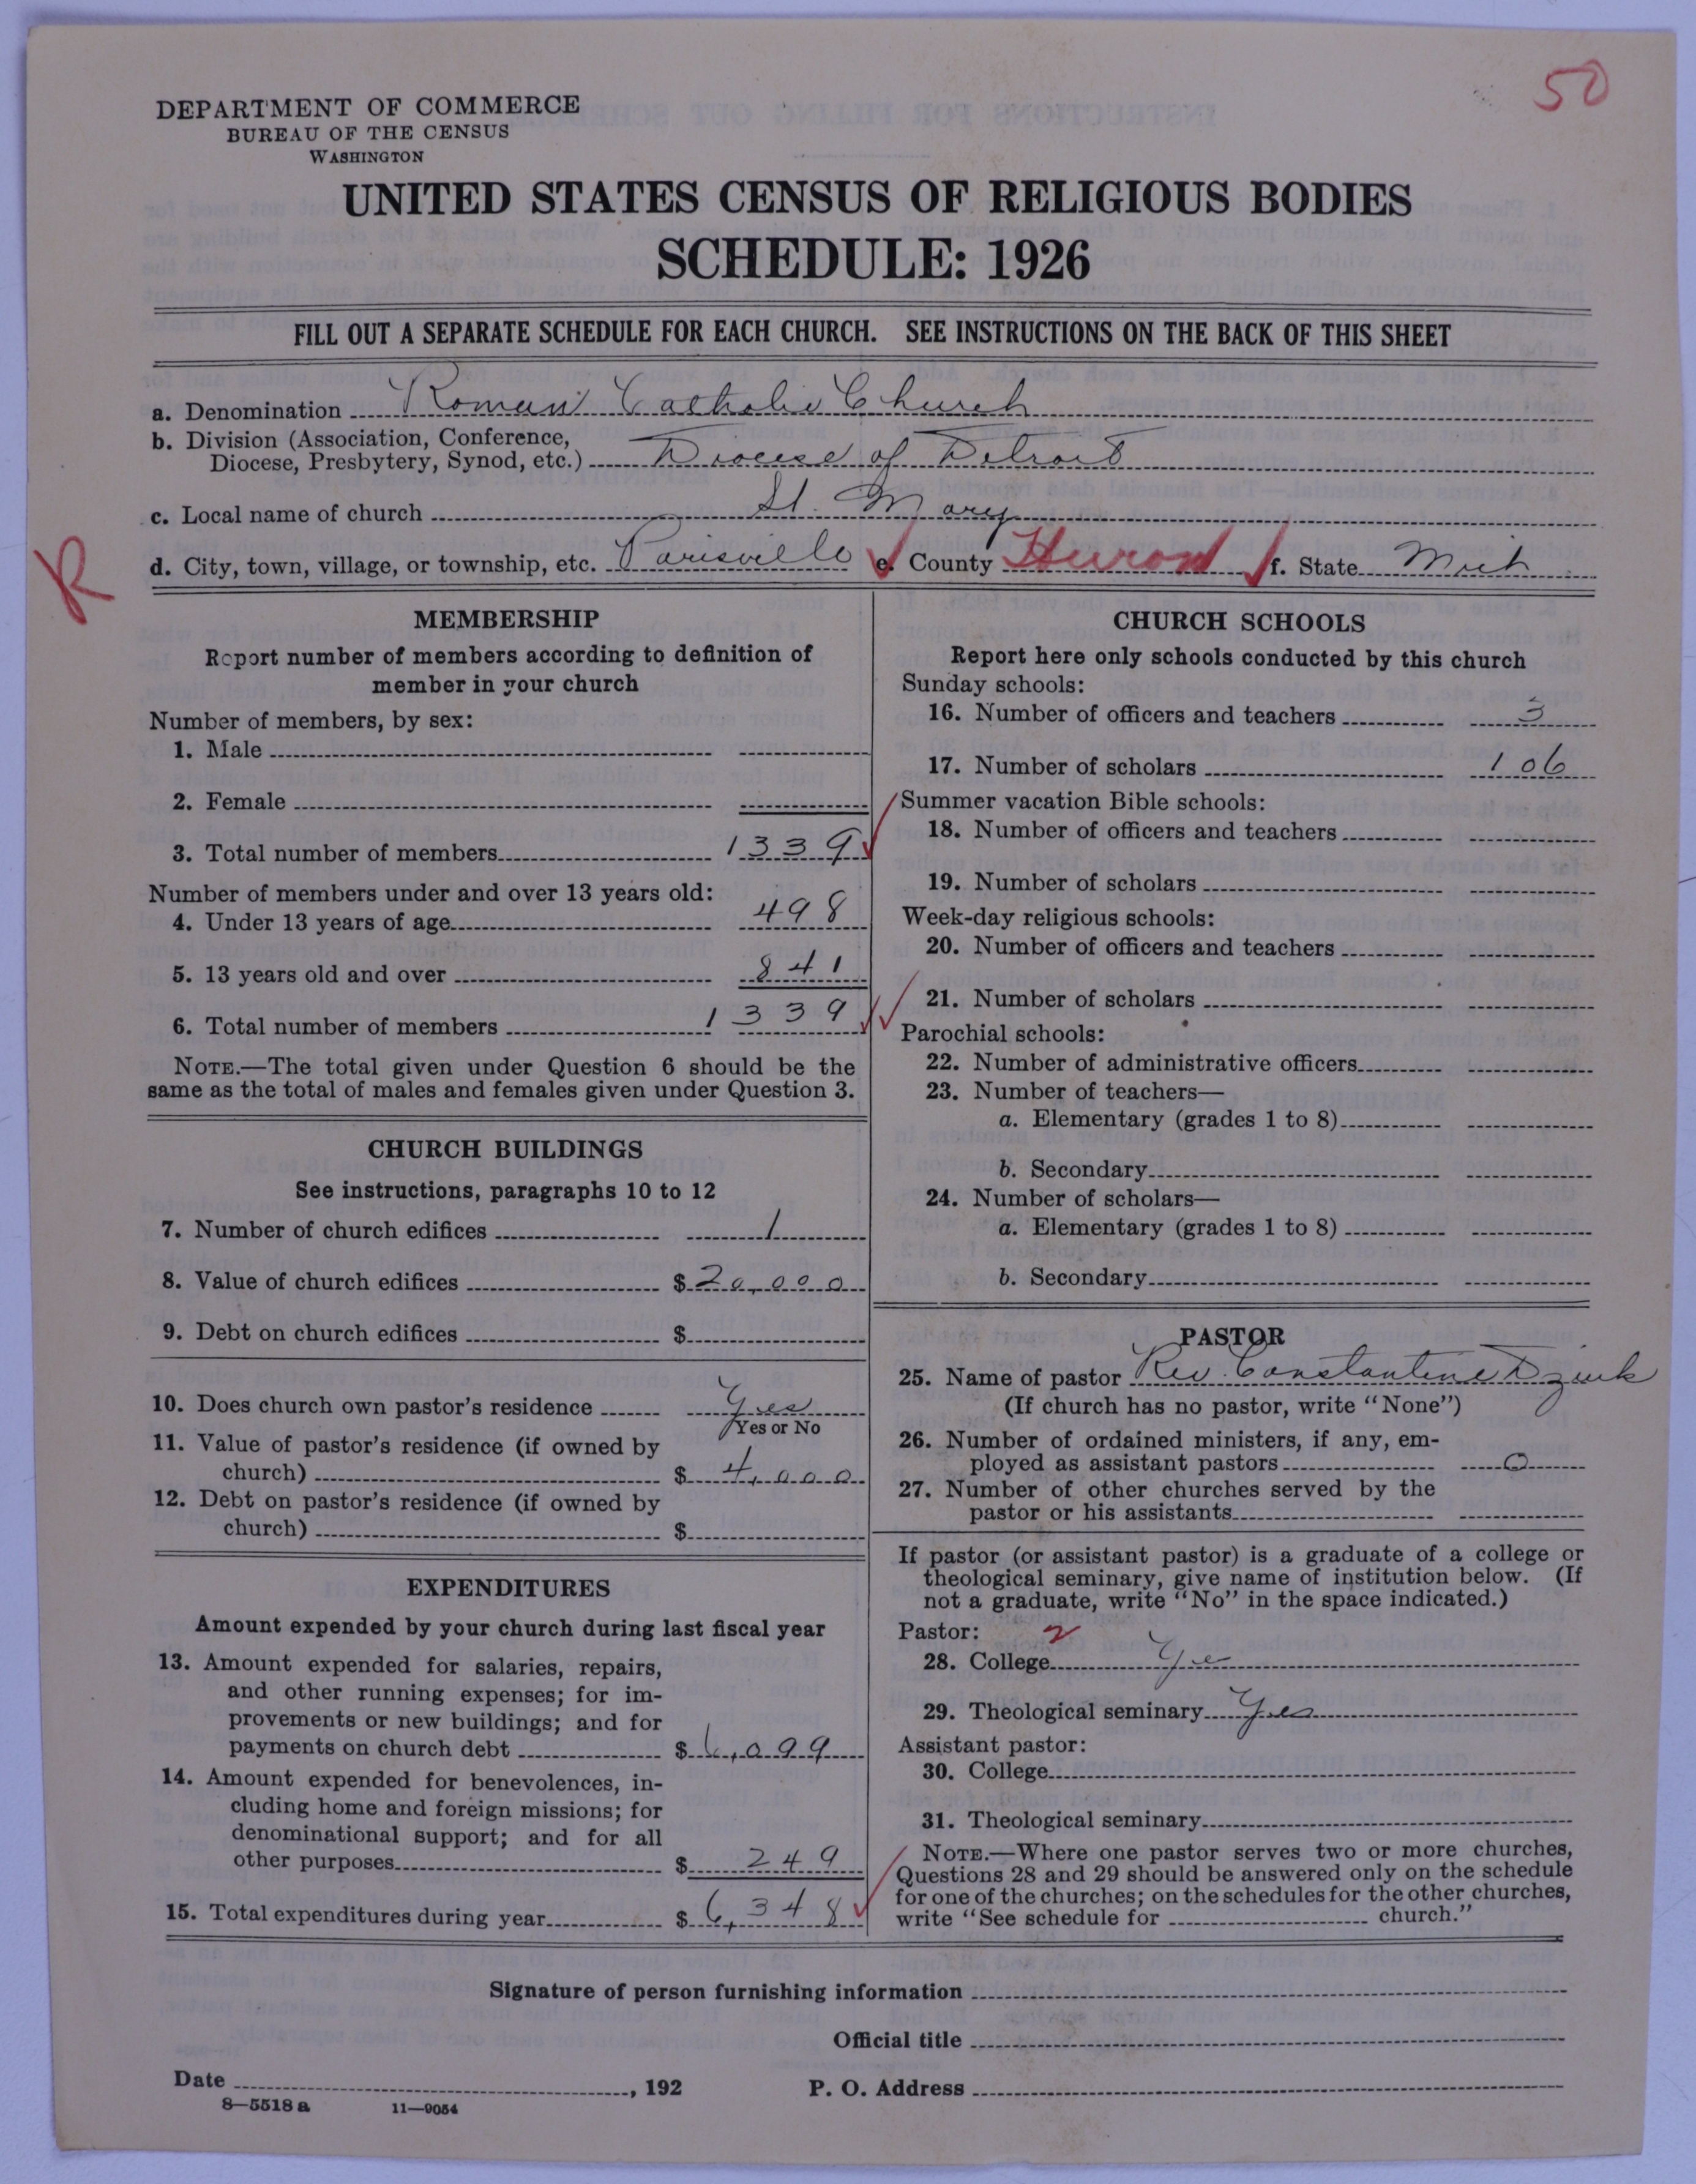 50
DEPARTMENT OF COMMERCE
BUREAU OF THE CENSUS
WASHINGTON
UNITED STATES CENSUS OF RELIGIOUS BODIES
SCHEDULE: 1926
FILL OUT A SEPARATE SCHEDULE FOR EACH CHURCH. SEE INSTRUCTIONS ON THE BACK OF THIS SHEET
a. Denomination Roman Catholic Church
b. Division (Association, Conference,
Diocese, Presbytery, Synod, etc.) Diocese of Detroit
c. Local name of church St. Mary
R
d. City, town, village, or township, etc. Parisville e. County Huron f. State Mich
MEMBERSHIP
Report number of members according to definition of
member in your church
Number of members, by sex:
1. Male
2. Female
3. Total number of members 1339
Number of members under and over 13 years old:
4. Under 13 years of age 498
5. 13 years old and over 841
6. Total number of members 1339
NOTE.—The total given under Question 6 should be the
same as the total of males and females given under Question 3.
CHURCH BUILDINGS
See instructions, paragraphs 10 to 12
7. Number of church edifices 1
8. Value of church edifices $ 20,000
9. Debt on church edifices $
10. Does church own pastor's residence Yes
Yes or No
11. Value of pastor's residence (if owned by
church) $ 4,000
12. Debt on pastor's residence (if owned by
church) $
EXPENDITURES
Amount expended by your church during last fiscal year
13. Amount expended for salaries, repairs,
and other running expenses; for im-
provements or new buildings; and for
payments on church debt $ 6,099
14. Amount expended for benevolences, in-
cluding home and foreign missions; for
denominational support; and for all
other purposes $ 249
15. Total expenditures during year $ 6,348
CHURCH SCHOOLS
Report here only schools conducted by this church
Sunday schools:
16. Number of officers and teachers 3
17. Number of scholars 106
Summer vacation Bible schools:
18. Number of officers and teachers
19. Number of scholars
Week-day religious schools:
20. Number of officers and teachers
21. Number of scholars
Parochial schools:
22. Number of administrative officers
23. Number of teachers—
a. Elementary (grades 1 to 8)
b. Secondary
24. Number of scholars—
a. Elementary (grades 1 to 8)
b. Secondary
PASTOR
25. Name of pastor Rev. Constantine Dziuk
(If church has no pastor, write "None")
26. Number of ordained ministers, if any, em-
ployed as assistant pastors 0
27. Number of other churches served by the
pastor or his assistants
If pastor (or assistant pastor) is a graduate of a college or
theological seminary, give name of institution below. (If
not a graduate, write "No" in the space indicated.)
Pastor: 2
28. College Ye
29. Theological seminary Yes
Assistant pastor:
30. College
31. Theological seminary
NOTE.—Where one pastor serves two or more churches,
Questions 28 and 29 should be answered only on the schedule
for one of the churches; on the schedules for the other churches,
write "See schedule for church."
Signature of person furnishing information
Official title
Date , 192 P. O. Address
8—5518 a 11—9054